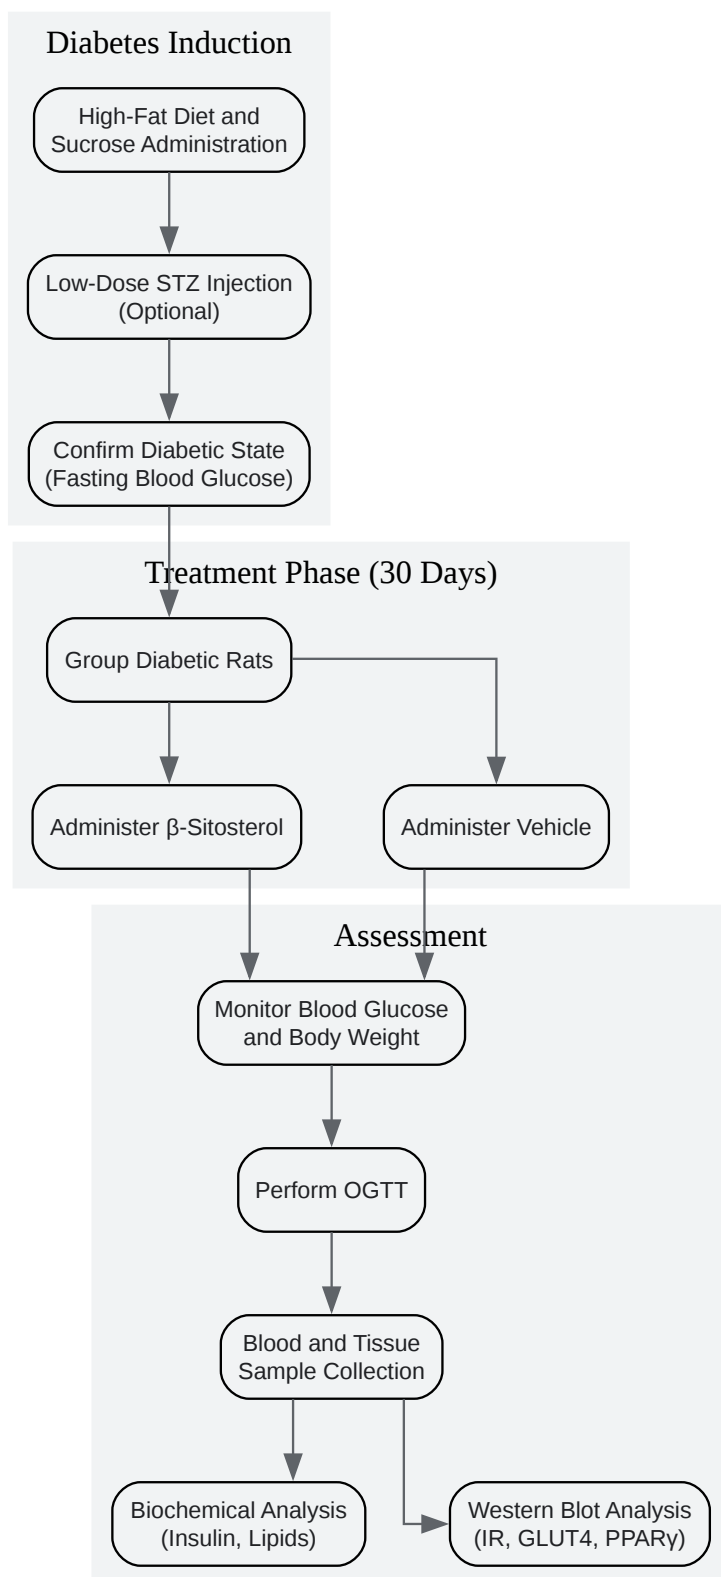 Diabetes Induction
High-Fat Diet and
Sucrose Administration
Low-Dose STZ Injection
(Optional)
Confirm Diabetic State
(Fasting Blood Glucose)
Treatment Phase (30 Days)
Group Diabetic Rats
Administer β-Sitosterol
Administer Vehicle
Assessment
Monitor Blood Glucose
and Body Weight
Perform OGTT
Blood and Tissue
Sample Collection
Biochemical Analysis
(Insulin, Lipids)
Western Blot Analysis
(IR, GLUT4, PPARγ)